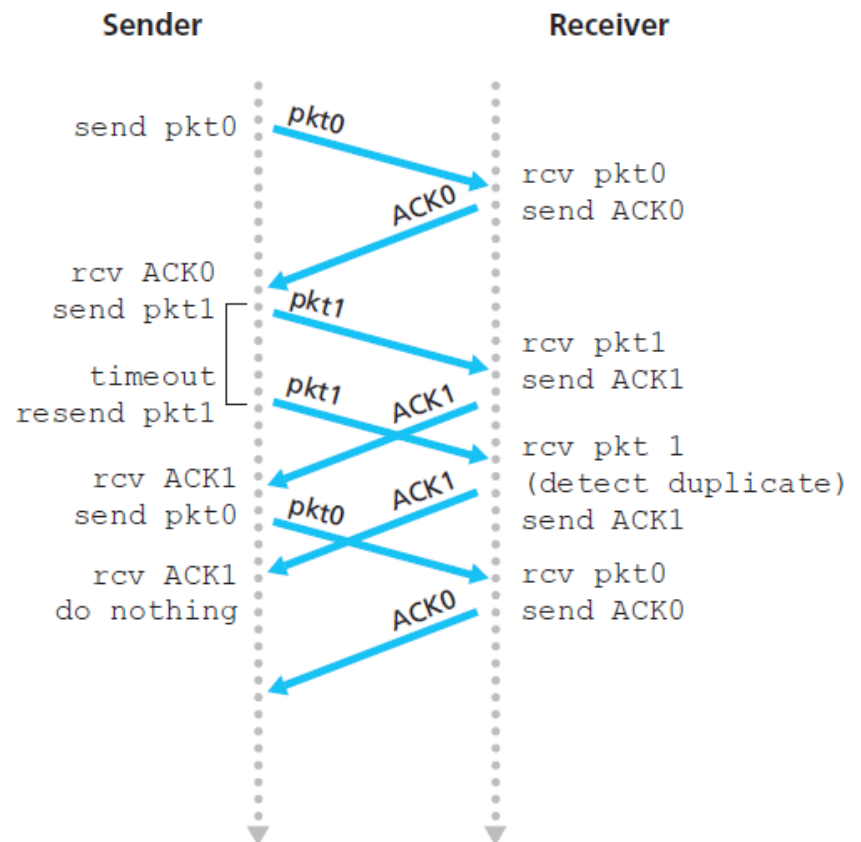 Sender
Receiver
send pkt0
pkt0
rcv pkt0
send ACK0
ACK0
rcv ACK0
send pkt1
pkt1
rcv pkt1
send ACK1
timeout
resend pkt1
pkt1
ACK1
rcv pkt 1
(detect duplicate)
send ACK1
rcv ACK1
send pkt0
ACK1
pkt0
rcv pkt0
send ACK0
rcv ACK1
do nothing
ACK0